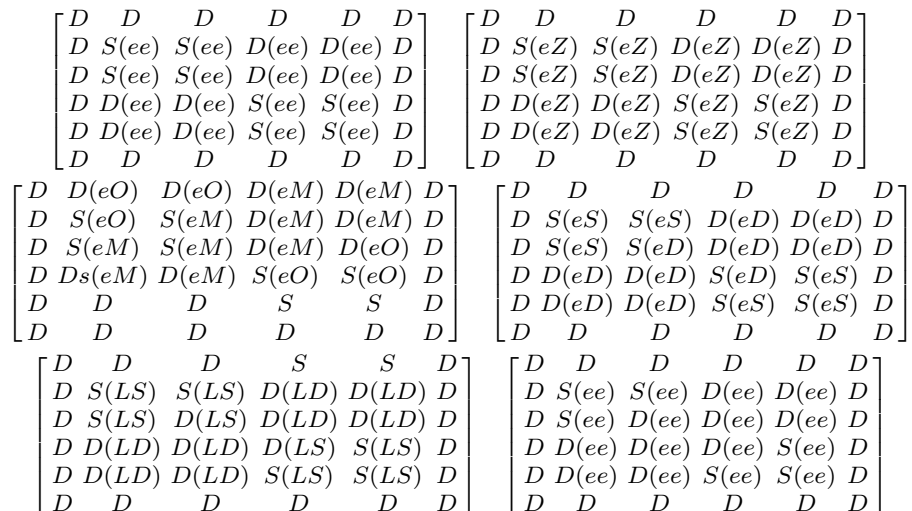 D D D D D D D D D D D D
D S(ee) S(ee) D(ee) D(ee) D D S(eZ) S(eZ) D(eZ) D(eZ) D
D S(ee) S(ee) D(ee) D(ee) D D S(eZ) S(eZ) D(eZ) D(eZ) D
D D(ee) D(ee) S(ee) S(ee) D D D(eZ) D(eZ) S(eZ) S(eZ) D
D D(ee) D(ee) S(ee) S(ee) D D D(eZ) D(eZ) S(eZ) S(eZ) D
D D D D D D D D D D D D
D D(eO) D(eO) D(eM) D(eM) D D D D D D D
D S(eO) S(eM) D(eM) D(eM) D D S(eS) S(eS) D(eD) D(eD) D
D S(eM) S(eM) D(eM) D(eO) D D S(eS) S(eD) D(eD) D(eD) D
D Ds(eM) D(eM) S(eO) S(eO) D D D(eD) D(eD) S(eD) S(eS) D
D D D S S D D D(eD) D(eD) S(eS) S(eS) D
D D D D D D D D D D D D
D D D S S D D D D D D D
D S(LS) S(LS) D(LD) D(LD) D D S(ee) S(ee) D(ee) D(ee) D
D S(LS) D(LS) D(LD) D(LD) D D S(ee) D(ee) D(ee) D(ee) D
D D(LD) D(LD) D(LS) S(LS) D D D(ee) D(ee) D(ee) S(ee) D
D D(LD) D(LD) S(LS) S(LS) D D D(ee) D(ee) S(ee) S(ee) D
D D D D D D D D D D D D